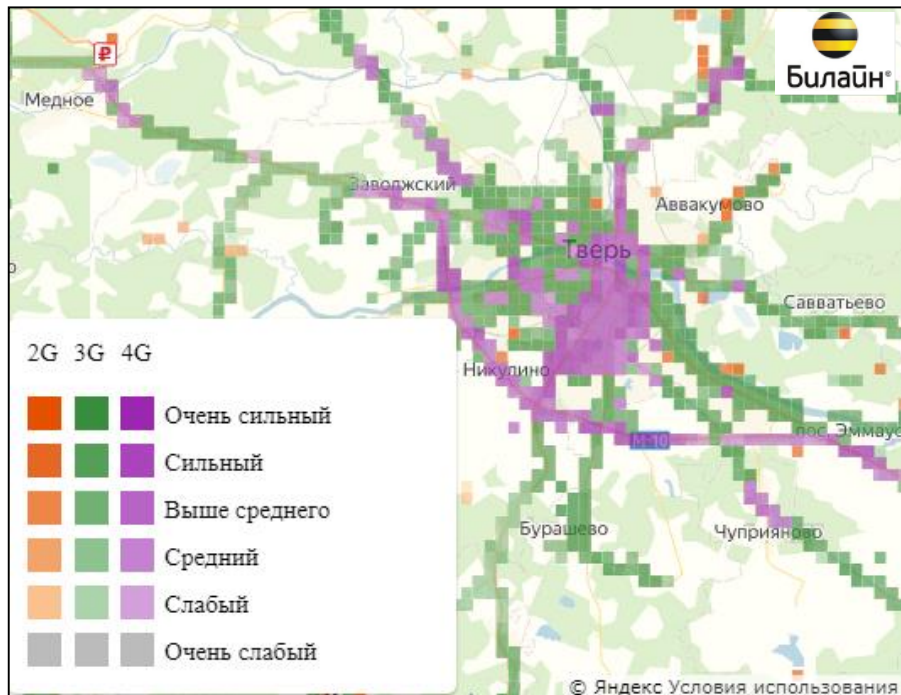 Билайн®
₽
Медное
Заволжский
Аввакумово
Тверь
Савватьево
2G 3G 4G
Никулино
Очень сильный
пос. Эммаус
М-10
Сильный
Выше среднего
Бурашево
Чуприяново
Средний
Слабый
Очень слабый
© Яндекс Условия использования